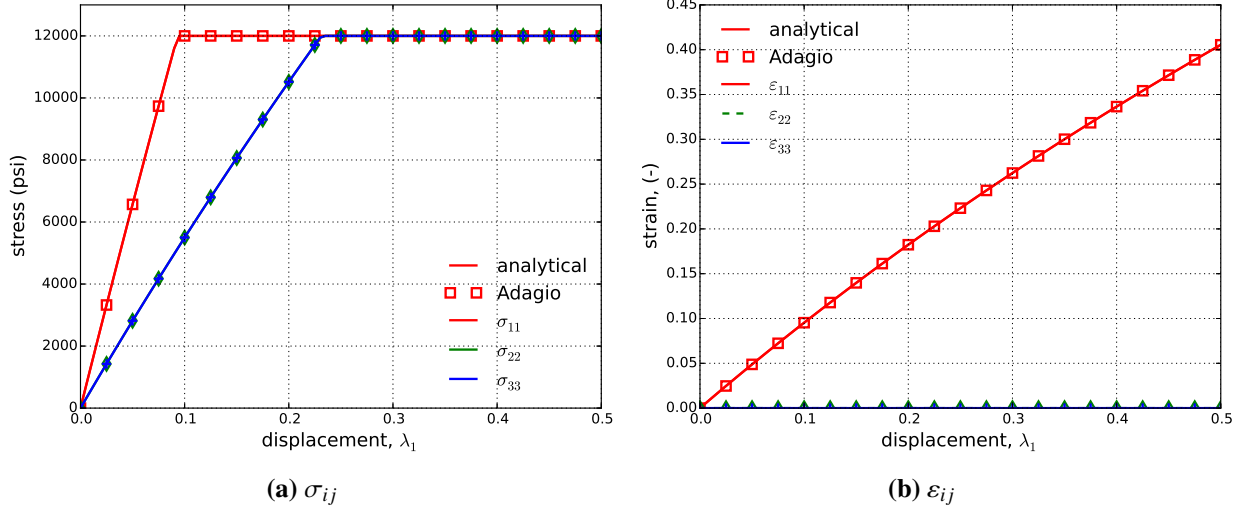 stress (psi)
12000
10000
8000
6000
4000
2000
0
0.0 0.1 0.2 0.3 0.4 0.5
displacement, λ₁
analytical
Adagio
σ₁₁
σ₂₂
σ₃₃
(a) σᵢⱼ
strain, (-)
0.45
0.40
0.35
0.30
0.25
0.20
0.15
0.10
0.05
0.00
0.0 0.1 0.2 0.3 0.4 0.5
displacement, λ₁
analytical
Adagio
ε₁₁
ε₂₂
ε₃₃
(b) εᵢⱼ